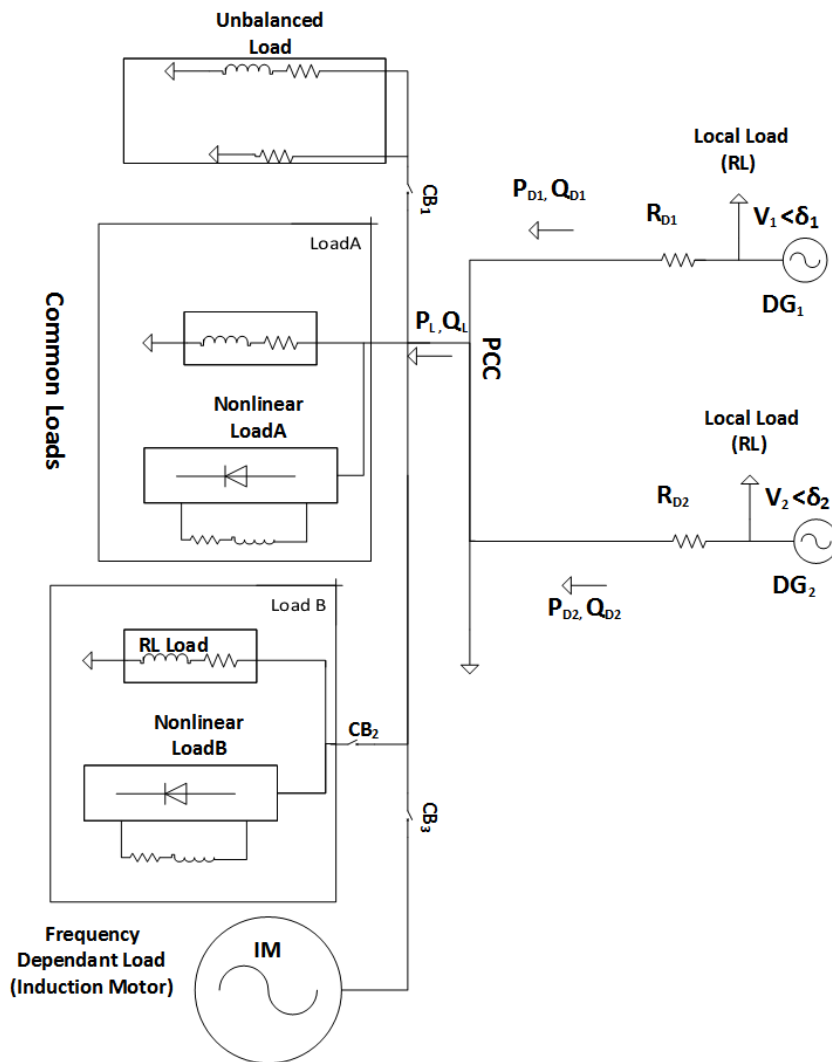 Unbalanced
Load
CB₁
LoadA
Common Loads
Nonlinear
LoadA
P_L,Q_L
PCC
P_D1, Q_D1
R_D1
Local Load
(RL)
V₁<δ₁
DG₁
Local Load
(RL)
R_D2
V₂<δ₂
DG₂
P_D2, Q_D2
Load B
RL Load
Nonlinear
LoadB
CB₂
CB₃
Frequency
Dependant Load
(Induction Motor)
IM